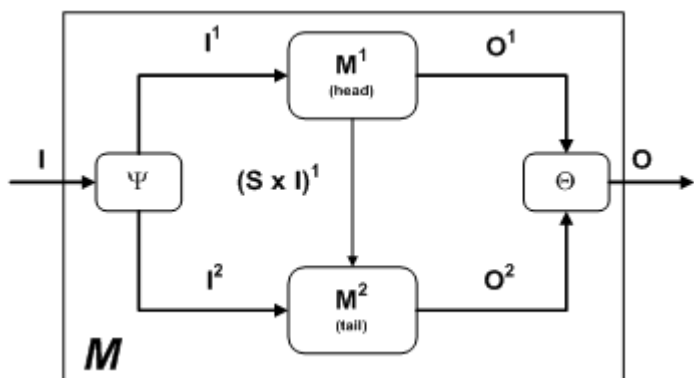 I¹
M¹
(head)
O¹
I
Ψ
(S x I)¹
Θ
O
I²
M²
(tail)
O²
M